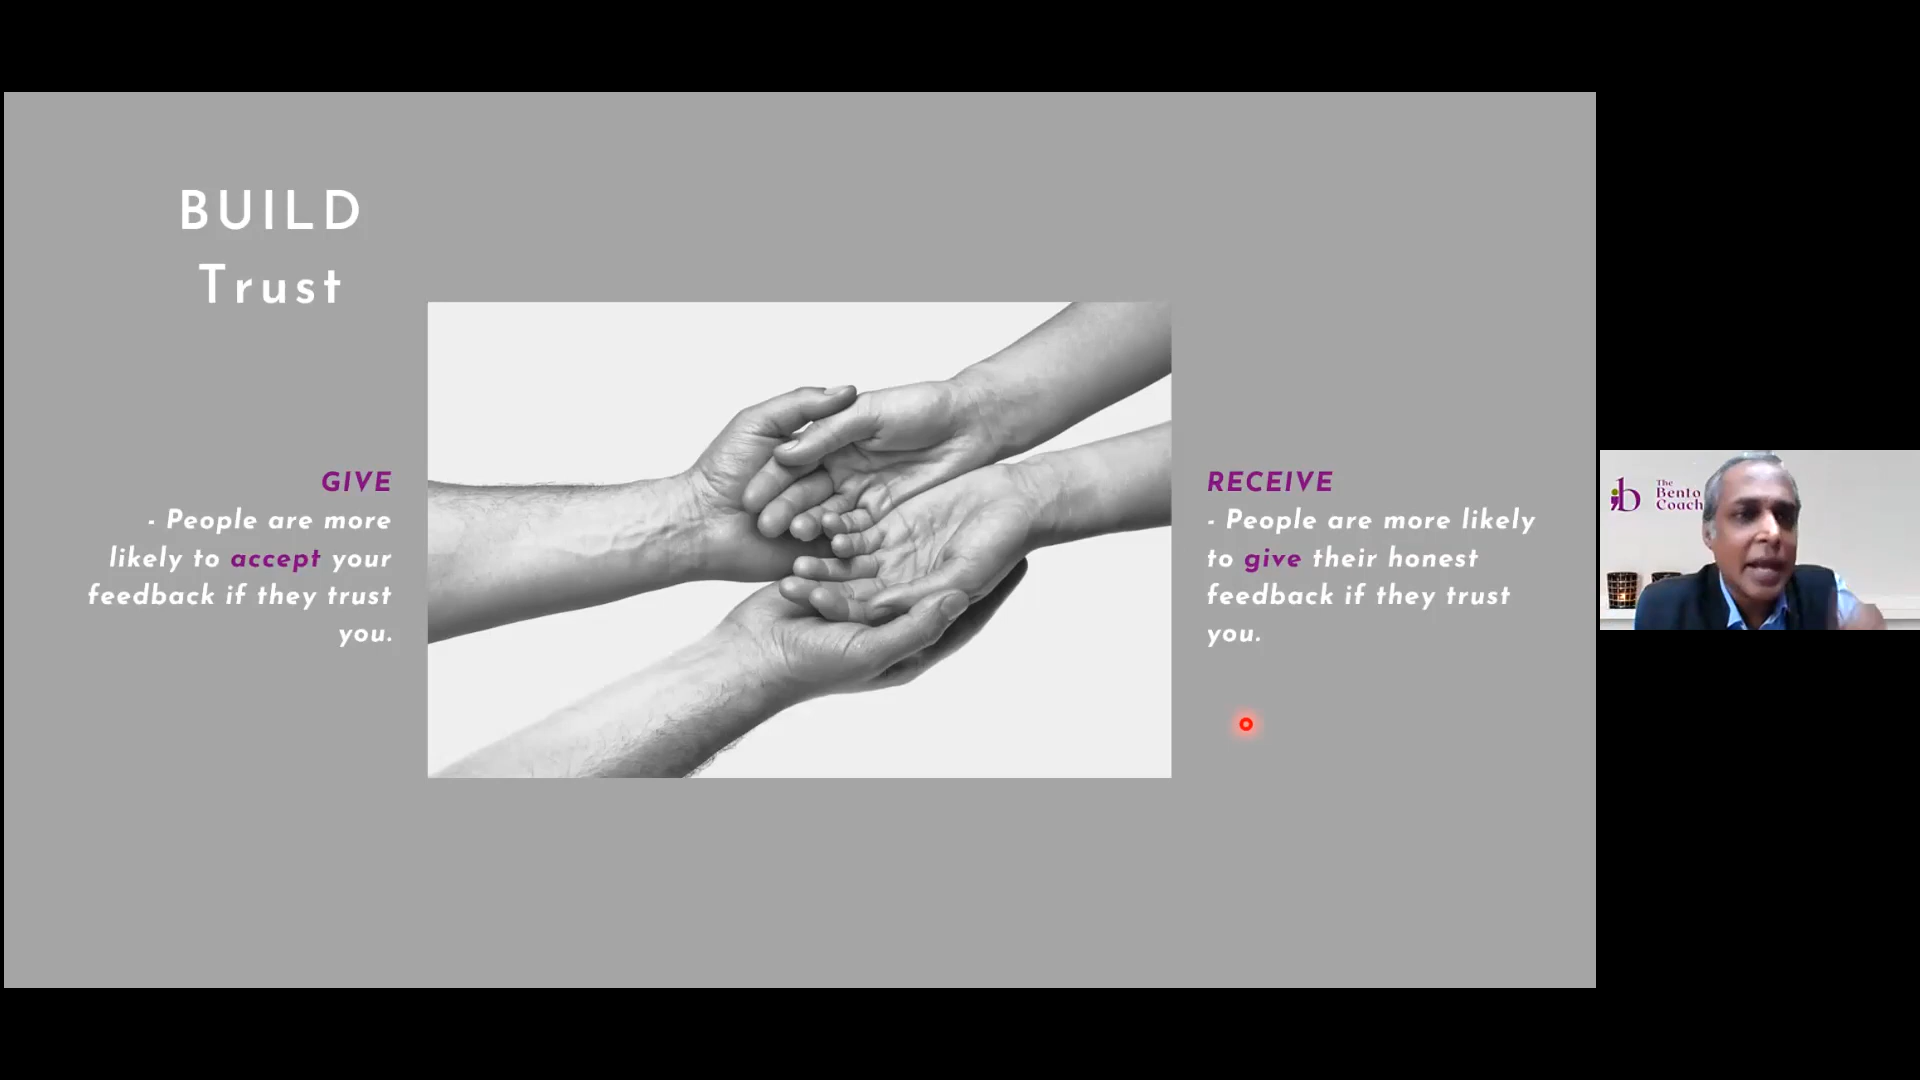 BUILD
Trust
GIVE
- People are more
likely to accept your
feedback if they trust
you.
RECEIVE
- People are more likely
to give their honest
feedback if they trust
you.
b
The
Bento
Coach